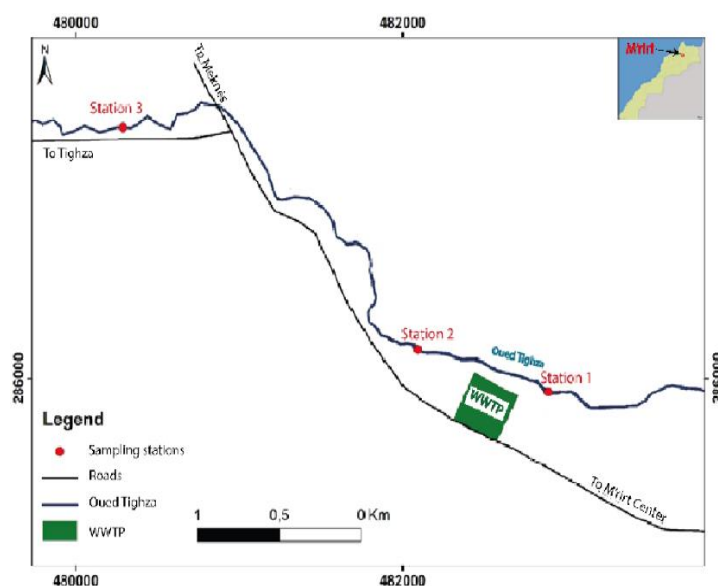 480000 482000
N
To Meknès
M'rirt
Station 3
To Tighza
Station 2
Oued Tighza
Station 1
286000 286000
WWTP
Legend
Sampling stations
Roads
Oued Tighza
WWTP
To M'rirt Center
1 0,5 0 Km
480000 482000